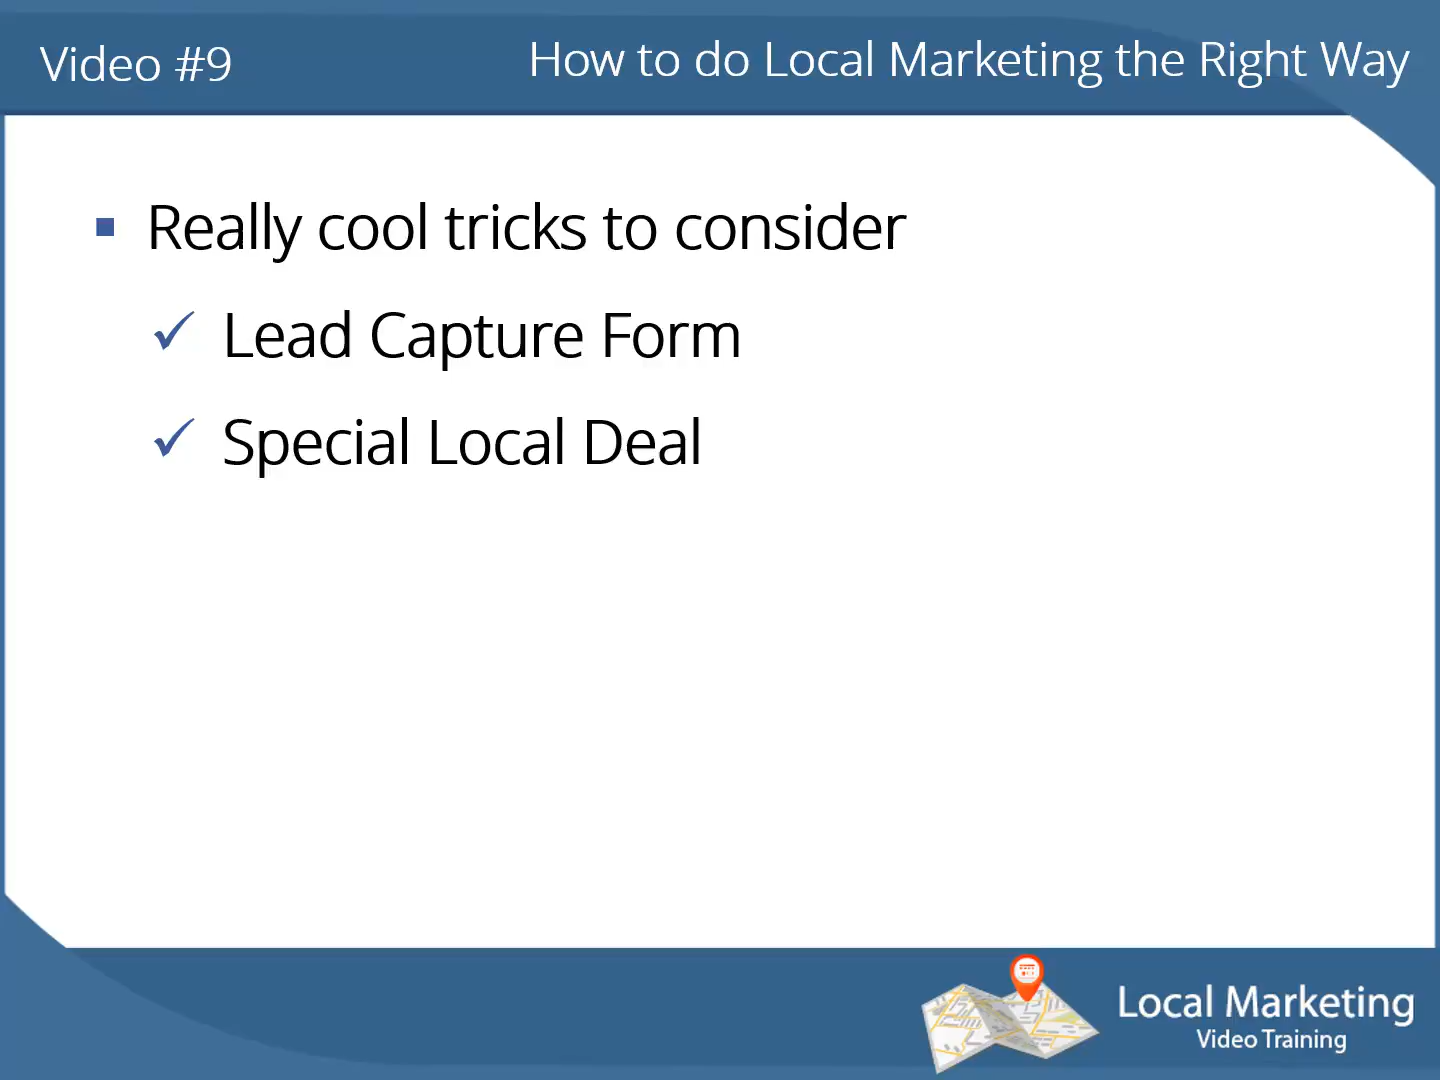 Video #9
How to do Local Marketing the Right Way
Really cool tricks to consider
Lead Capture Form
Special Local Deal
Local Marketing
Video Training